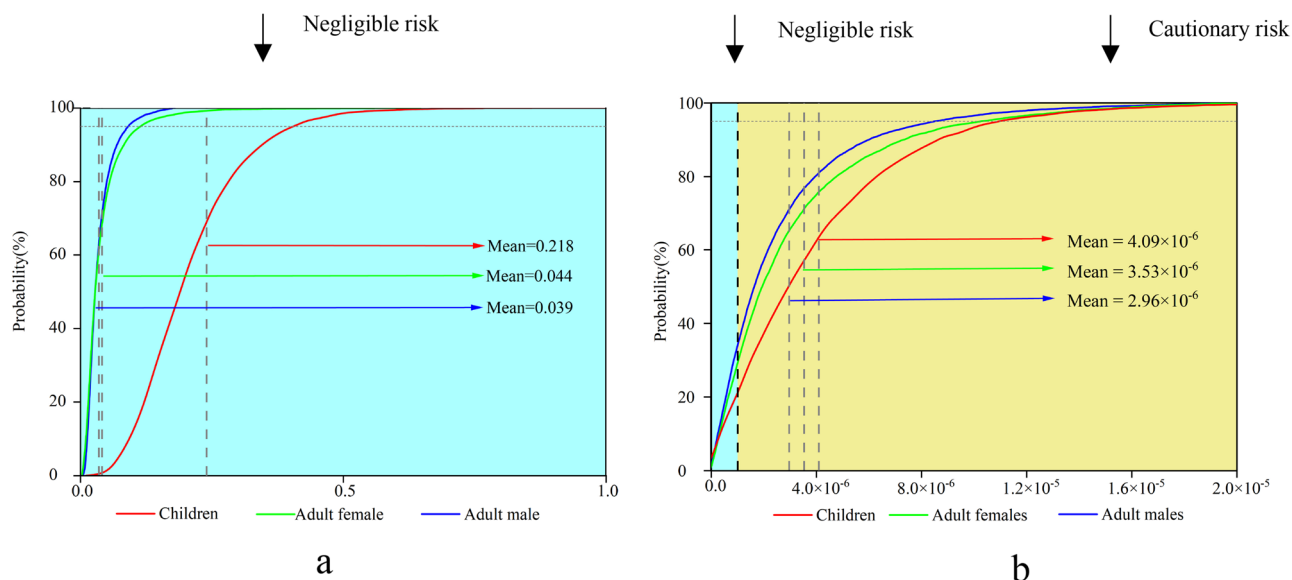 Negligible risk
100
80
60
40
20
0
Probability(%)
Mean=0.218
Mean=0.044
Mean=0.039
0.0 0.5 1.0
Children Adult female Adult male
a
Negligible risk Cautionary risk
100
80
60
40
20
0
Probability(%)
Mean = 4.09×10⁻⁶
Mean = 3.53×10⁻⁶
Mean = 2.96×10⁻⁶
0.0 4.0×10⁻⁶ 8.0×10⁻⁶ 1.2×10⁻⁵ 1.6×10⁻⁵ 2.0×10⁻⁵
Children Adult females Adult males
b